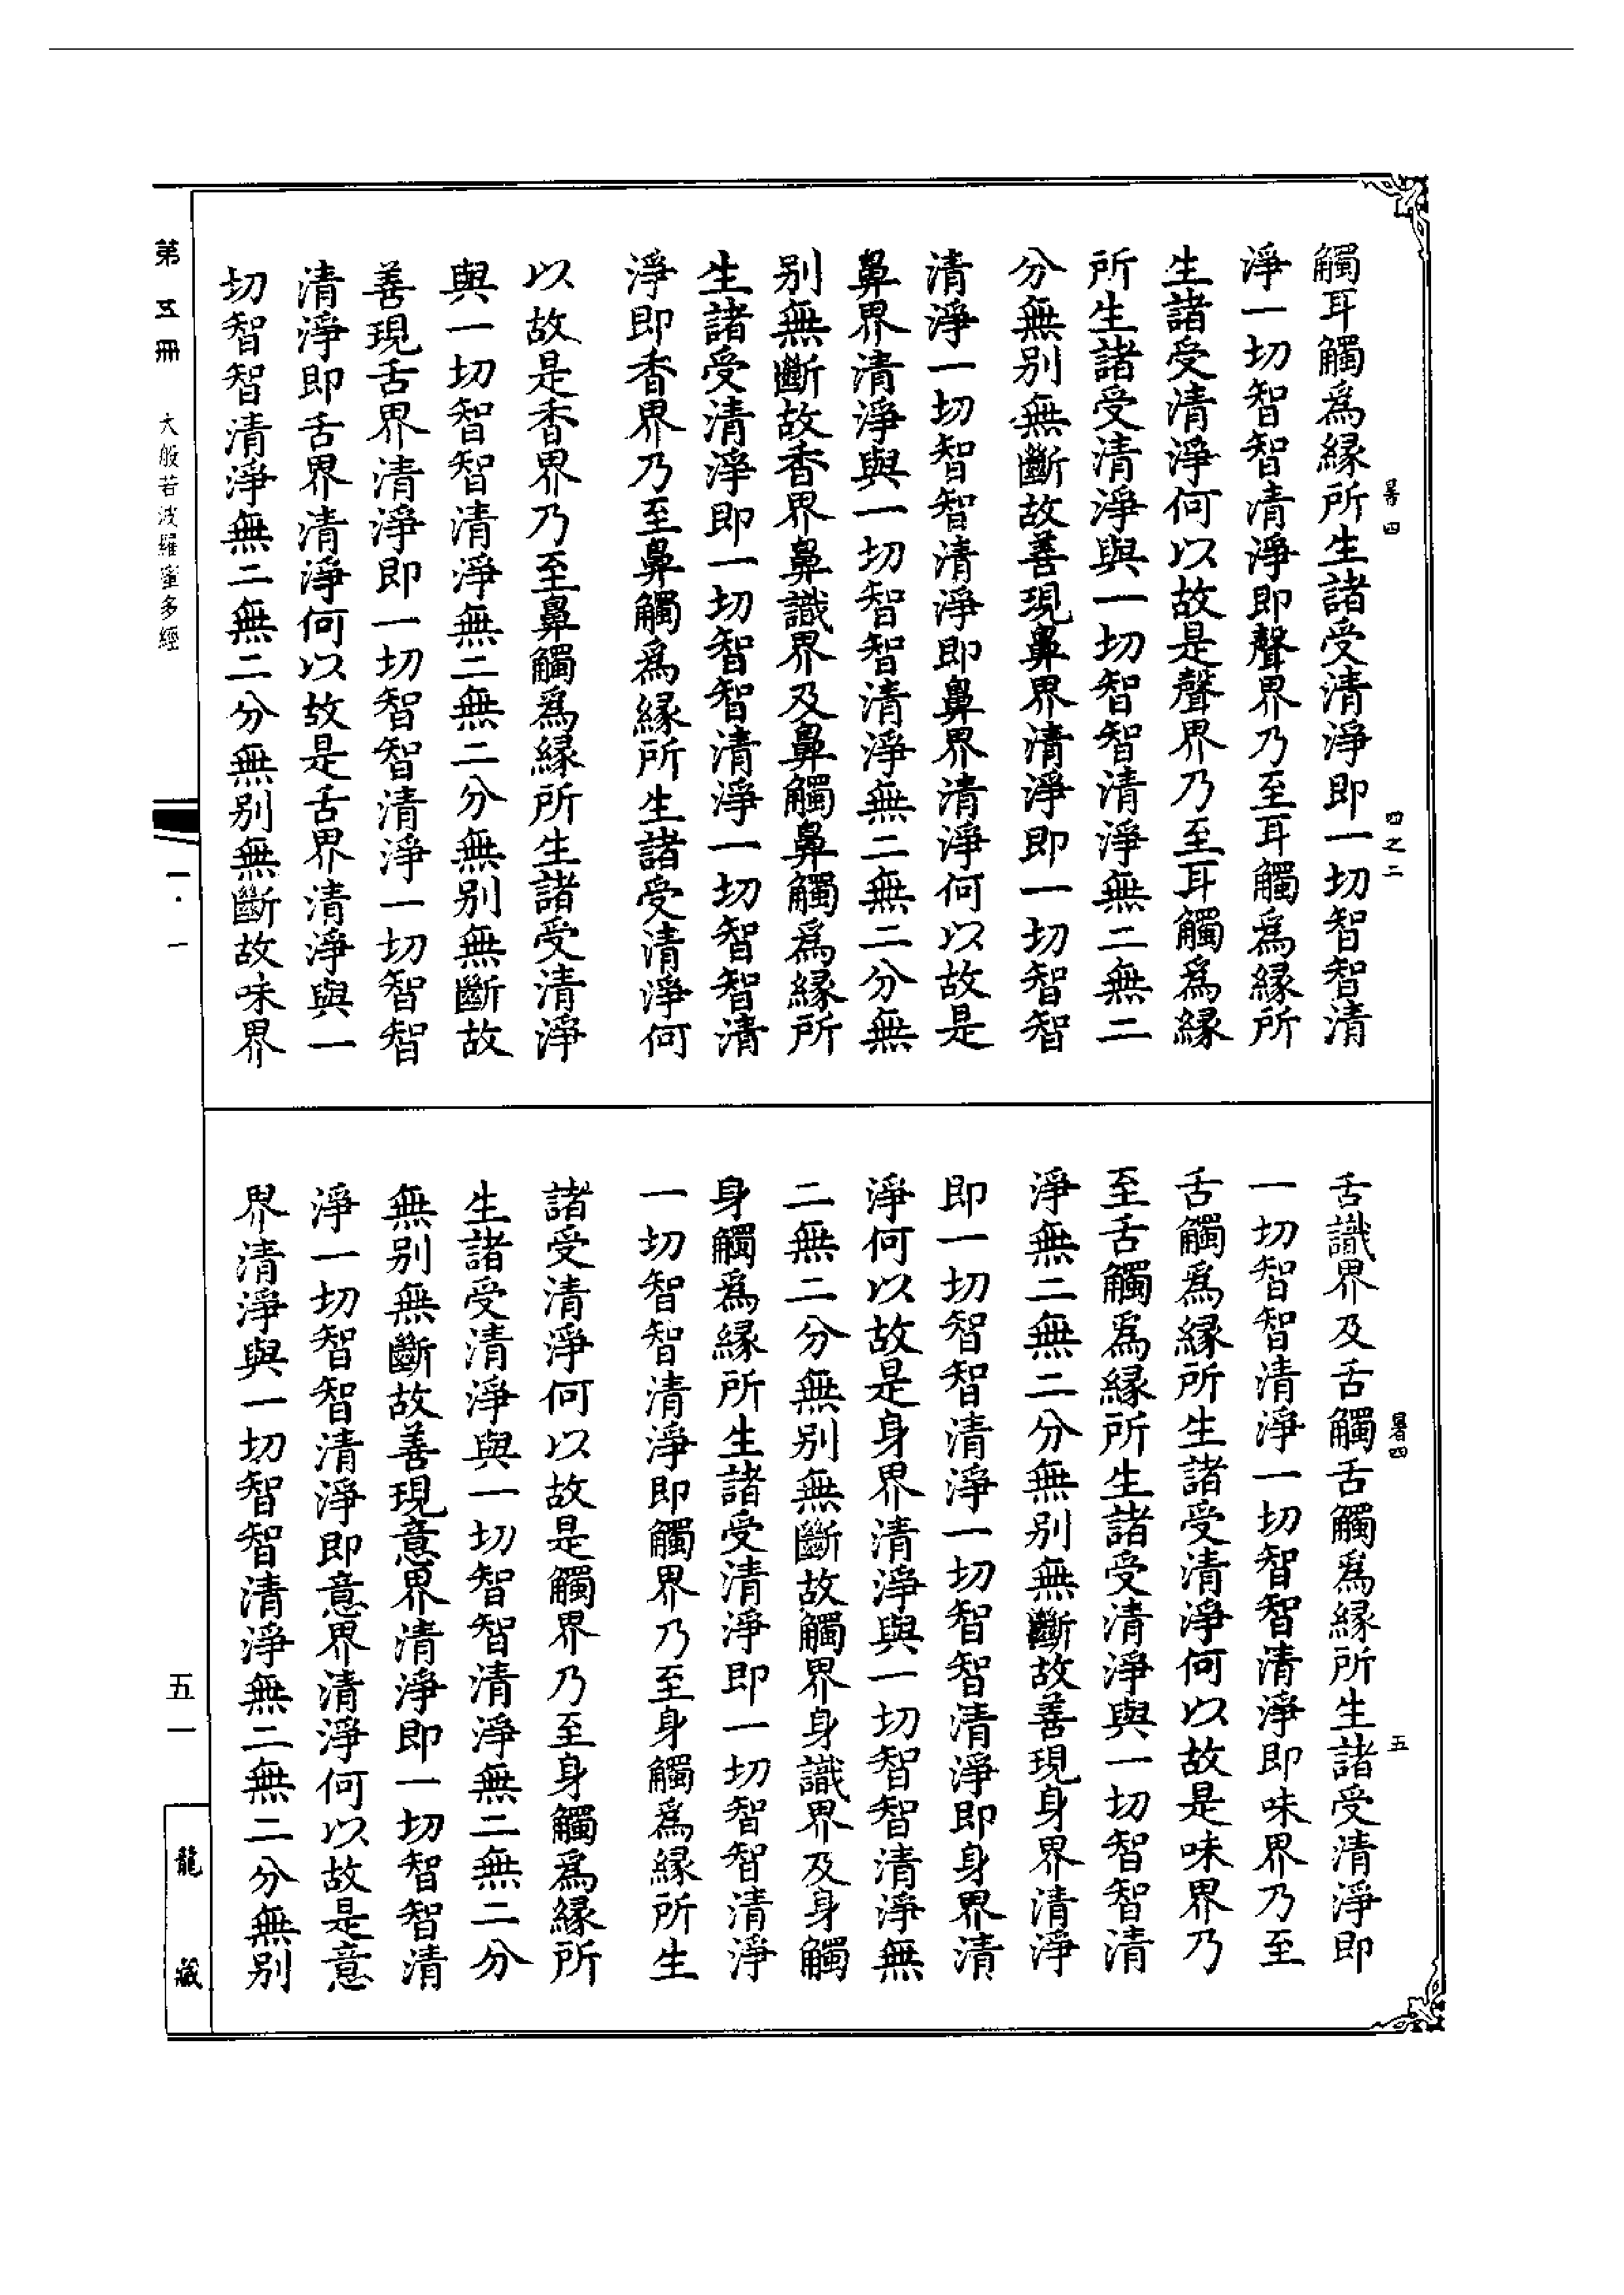 觸耳觸爲縁所生諸受清淨即一切智智清
淨一切智智清淨即聲界乃至耳觸爲縁所
生諸受清淨何以故是聲界乃至耳觸爲縁
所生諸受清淨與一切智智清淨無二無二
分無别無斷故善現鼻界清淨即一切智智
清淨一切智智清淨即鼻界清淨何以故是
鼻界清淨與一切智智清淨無二無二分無
别無斷故香界鼻識界及鼻觸鼻觸爲縁所
生諸受清淨即一切智智清淨一切智智清
淨即香界乃至鼻觸爲縁所生諸受清淨何
以故是香界乃至鼻觸爲縁所生諸受清淨
與一切智智清淨無二無二分無别無斷故
善現舌界清淨即一切智智清淨一切智智
清淨即舌界清淨何以故是舌界清淨與一
切智智清淨無二無二分無别無斷故味界
暑四
四之二
舌識界及舌觸舌觸爲縁所生諸受清淨即
一切智智清淨一切智智清淨即味界乃至
舌觸爲縁所生諸受清淨何以故是味界乃
至舌觸爲縁所生諸受清淨與一切智智清
淨無二無二分無别無斷故善現身界清淨
即一切智智清淨一切智智清淨即身界清
淨何以故是身界清淨與一切智智清淨無
二無二分無别無斷故觸界身識界及身觸
身觸爲縁所生諸受清淨即一切智智清淨
一切智智清淨即觸界乃至身觸爲縁所生
諸受清淨何以故是觸界乃至身觸爲縁所
生諸受清淨與一切智智清淨無二無二分
無别無斷故善現意界清淨即一切智智清
淨一切智智清淨即意界清淨何以故是意
界清淨與一切智智清淨無二無二分無别
暑四
五
第五冊 大般若波羅蜜多經
一·一
五一
龍藏